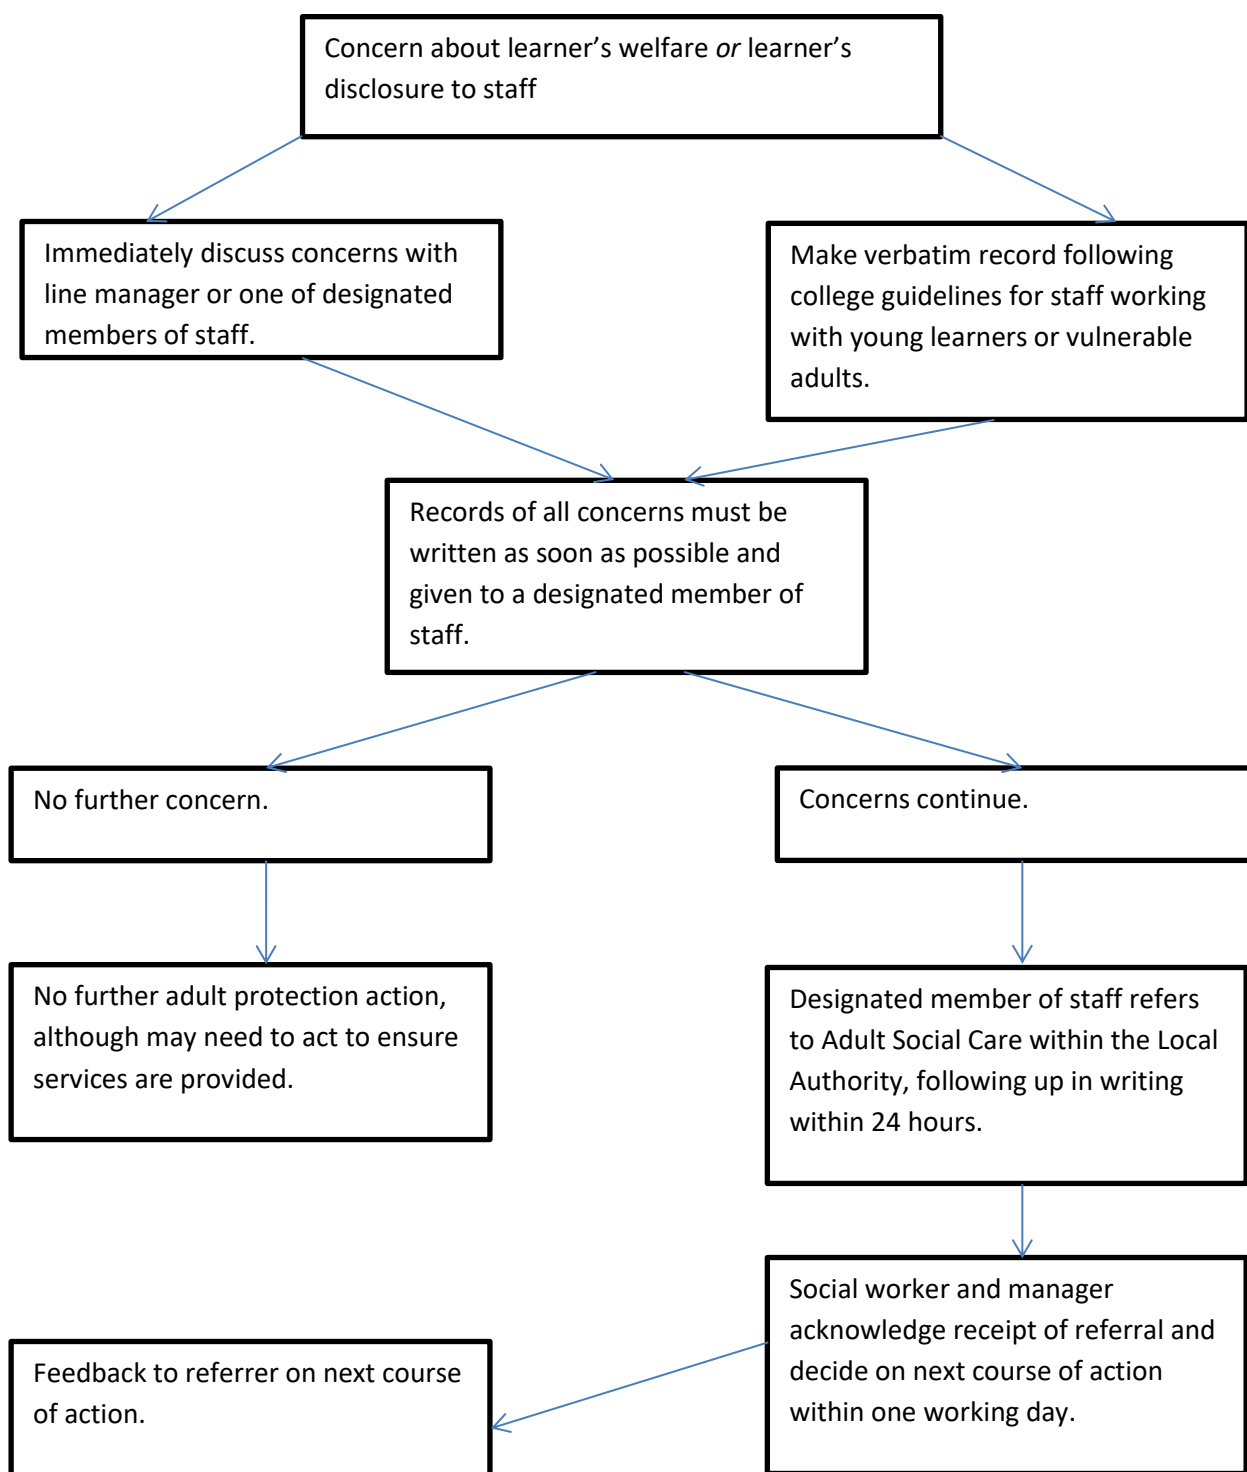 Concern about learner’s welfare or learner’s
disclosure to staff
Immediately discuss concerns with
line manager or one of designated
members of staff.
Make verbatim record following
college guidelines for staff working
with young learners or vulnerable
adults.
Records of all concerns must be
written as soon as possible and
given to a designated member of
staff.
No further concern.
Concerns continue.
No further adult protection action,
although may need to act to ensure
services are provided.
Designated member of staff refers
to Adult Social Care within the Local
Authority, following up in writing
within 24 hours.
Social worker and manager
acknowledge receipt of referral and
decide on next course of action
within one working day.
Feedback to referrer on next course
of action.